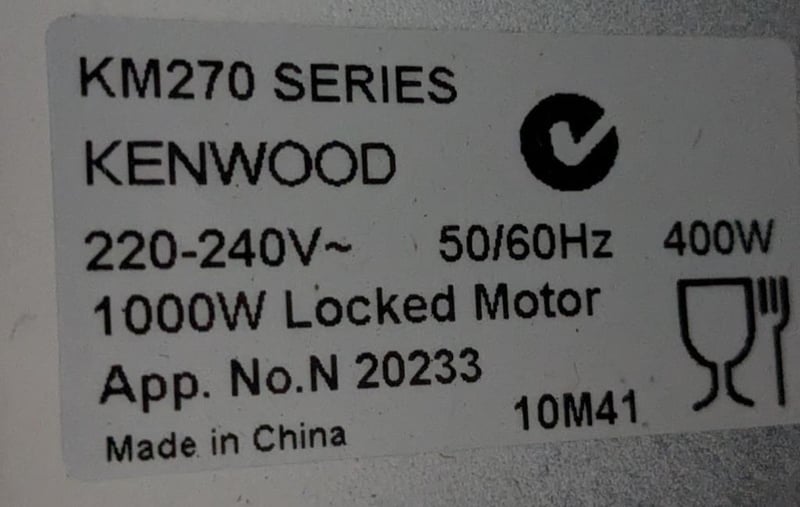 KM270 SERIES
KENWOOD
220-240V~ 50/60Hz 400W
1000W Locked Motor
App. No.N 20233
10M41
Made in China